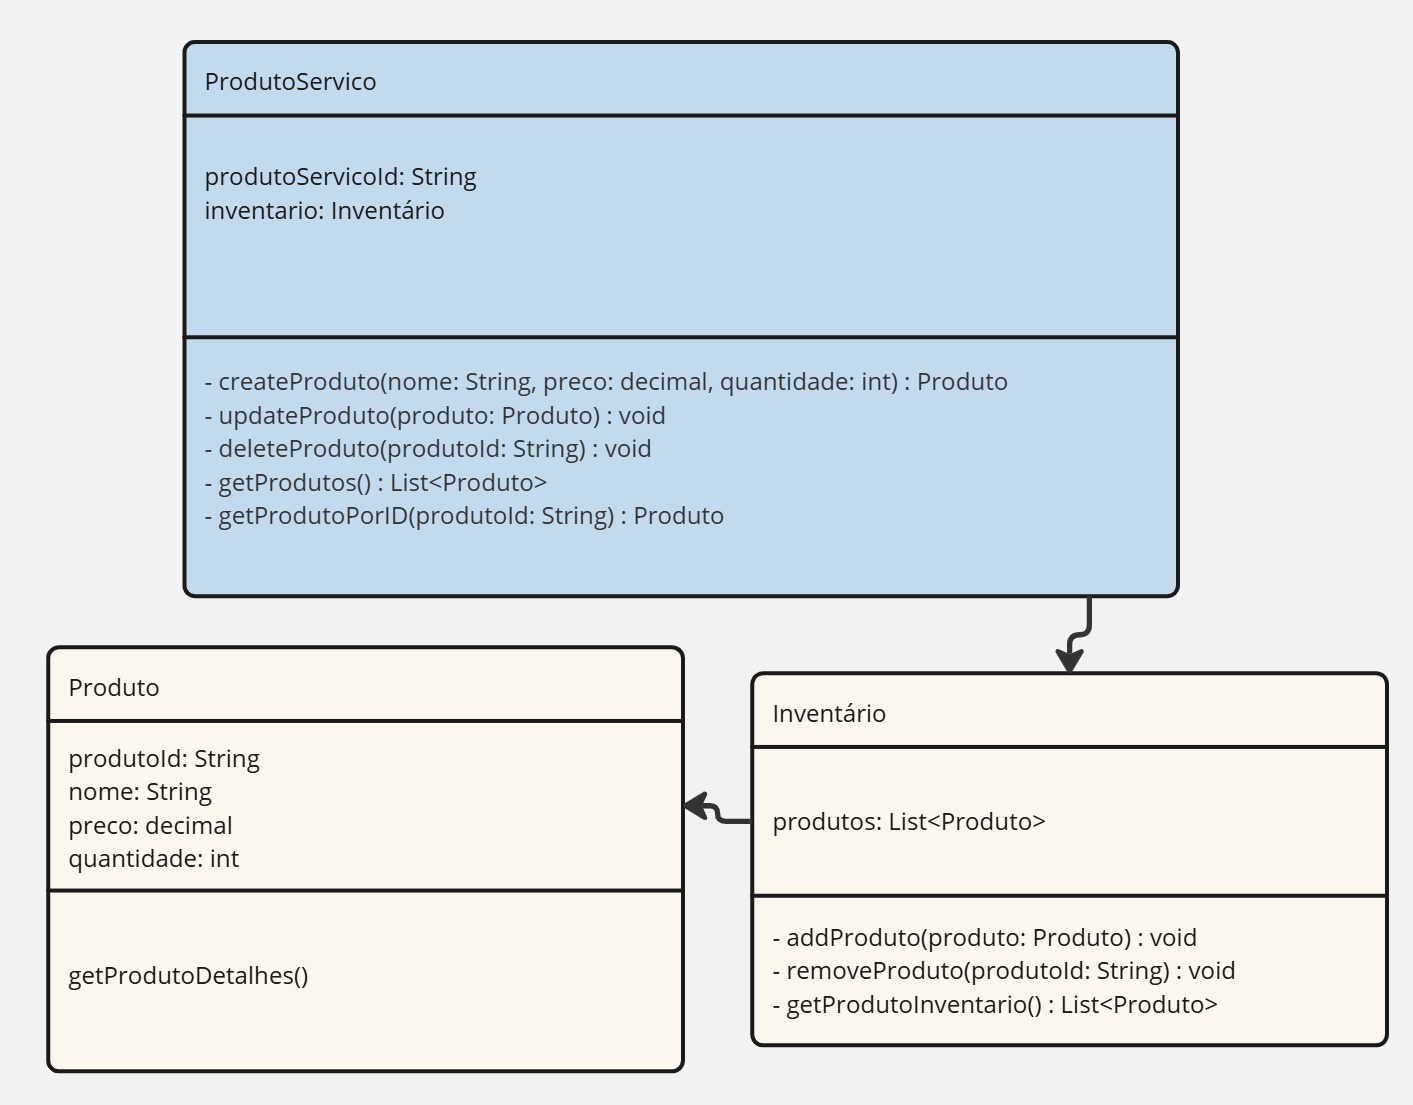 ProdutoServico
produtoServicoId: String
inventario: Inventário
- createProduto(nome: String, preco: decimal, quantidade: int) : Produto
- updateProduto(produto: Produto) : void
- deleteProduto(produtoId: String) : void
- getProdutos() : List<Produto>
- getProdutoPorID(produtoId: String) : Produto
Produto
produtoId: String
nome: String
preco: decimal
quantidade: int
getProdutoDetalhes()
Inventário
produtos: List<Produto>
- addProduto(produto: Produto) : void
- removeProduto(produtoId: String) : void
- getProdutoInventario() : List<Produto>